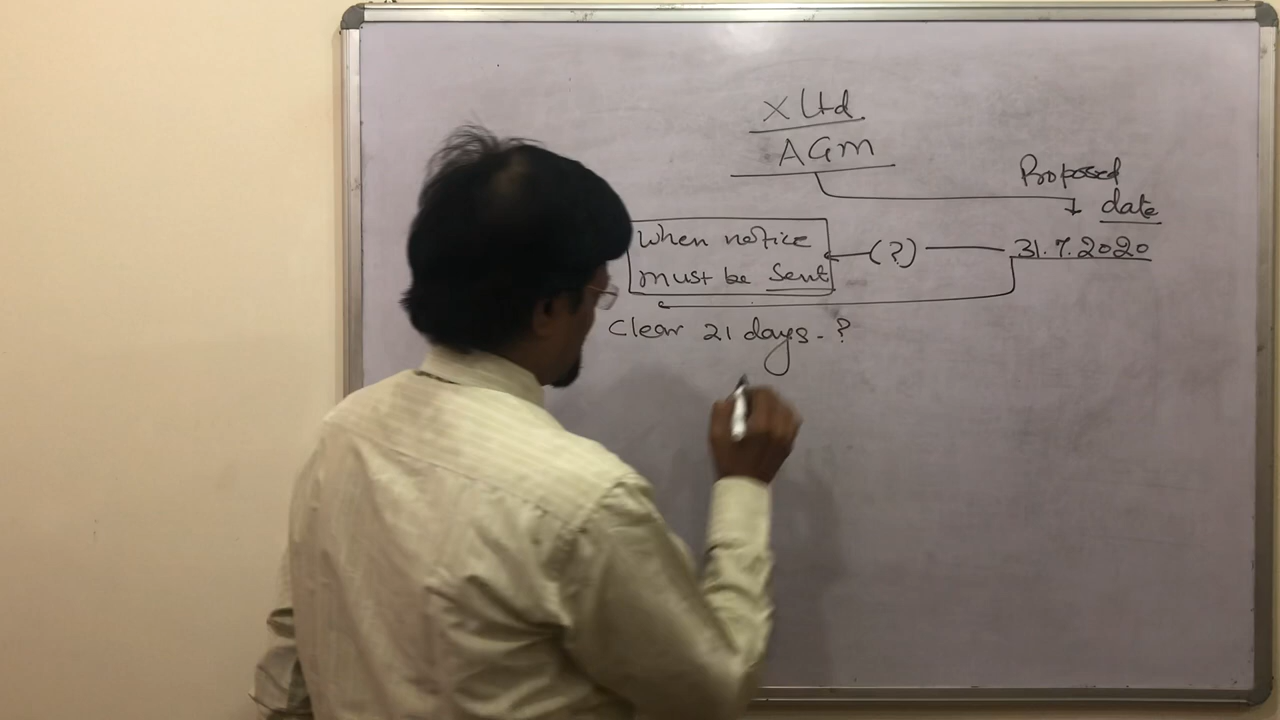 X Ltd
AGM
Proposed
date
When notice
must be Sent
(?)
31.7.2020
Clear 21 days. ?